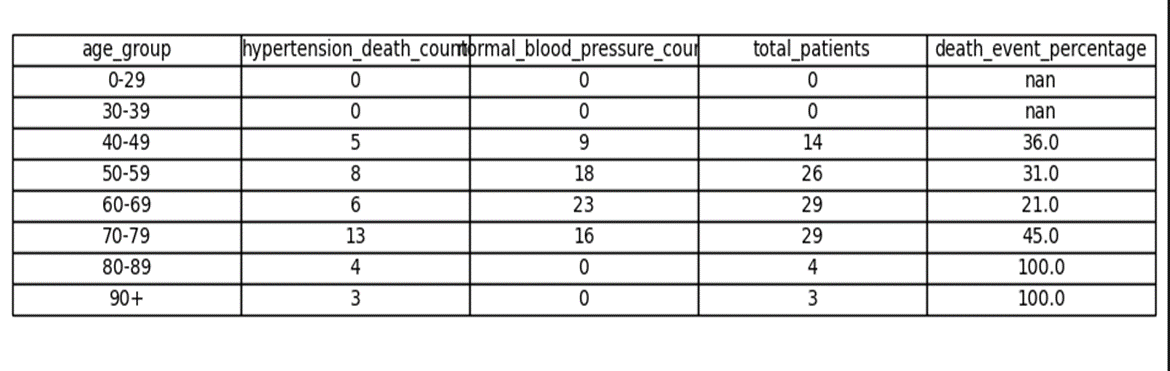 age_group hypertension_death_count ormal_blood_pressure_cour total_patients death_event_percentage
0-29 0 0 0 nan
30-39 0 0 0 nan
40-49 5 9 14 36.0
50-59 8 18 26 31.0
60-69 6 23 29 21.0
70-79 13 16 29 45.0
80-89 4 0 4 100.0
90+ 3 0 3 100.0